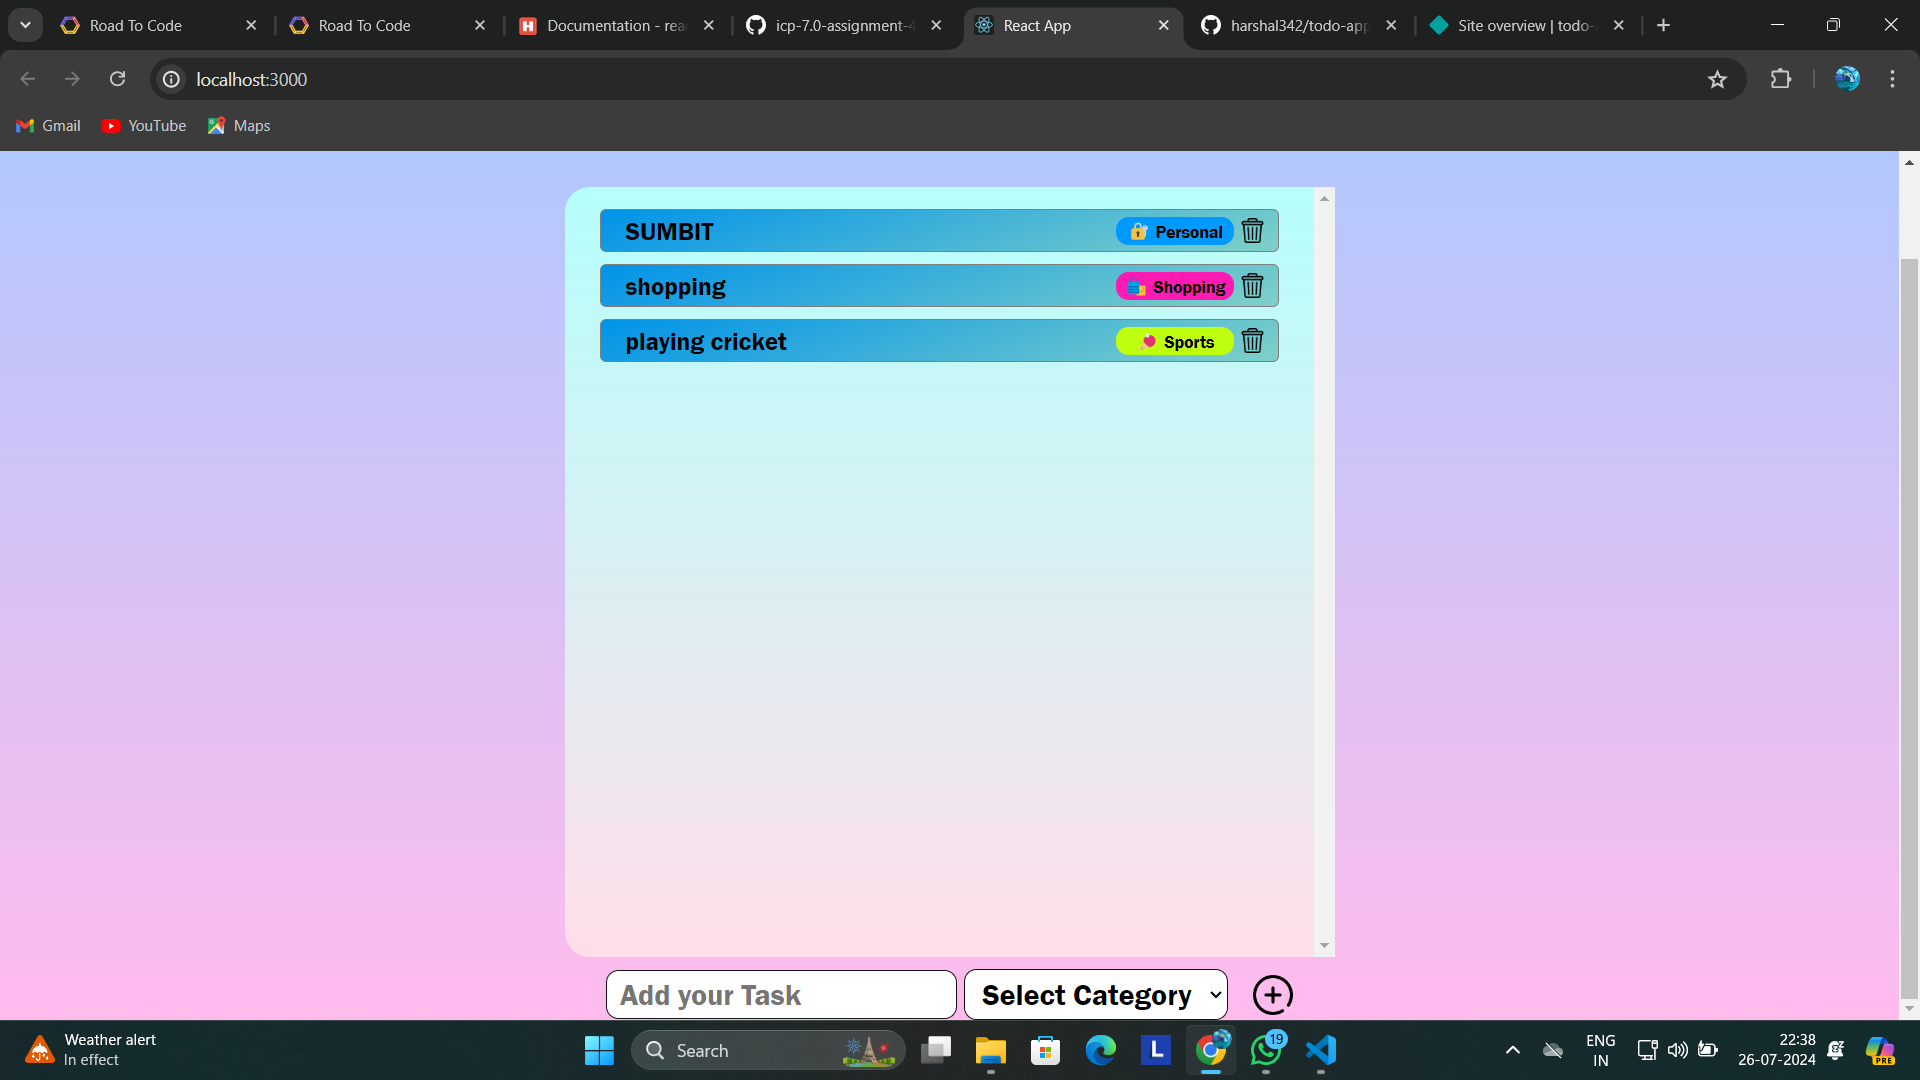 Road To Code
Road To Code
Documentation - rea
icp-7.0-assignment-4
React App
harshal342/todo-app
Site overview | todo-
localhost:3000
Gmail
YouTube
Maps
SUMBIT
Personal
shopping
Shopping
playing cricket
Sports
Add your Task
Select Category
Weather alert
In effect
Search
L
19
ENG
IN
22:38
26-07-2024
PRE